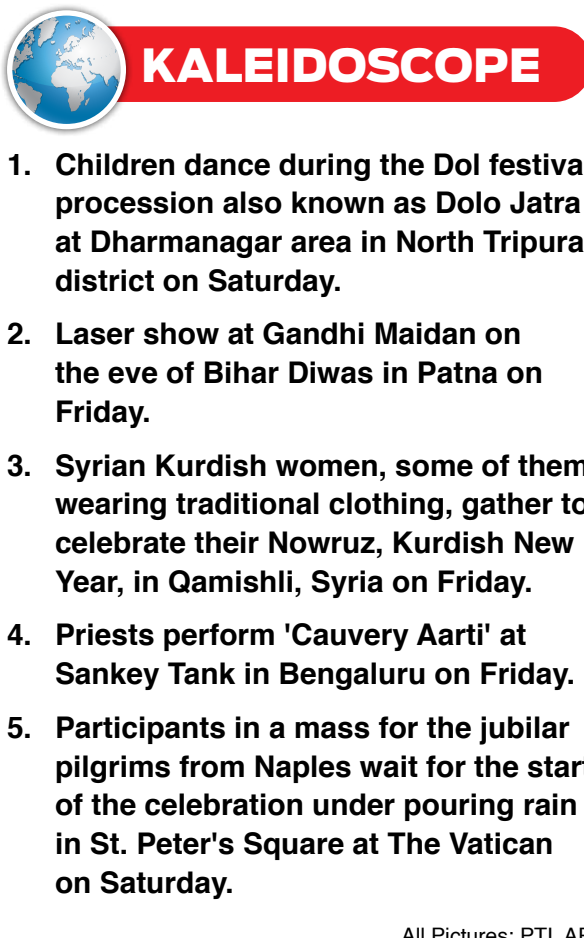 KALEIDOSCOPE
1. Children dance during the Dol festiva
procession also known as Dolo Jatra
at Dharmanagar area in North Tripura
district on Saturday.
2. Laser show at Gandhi Maidan on
the eve of Bihar Diwas in Patna on
Friday.
3. Syrian Kurdish women, some of them
wearing traditional clothing, gather to
celebrate their Nowruz, Kurdish New
Year, in Qamishli, Syria on Friday.
4. Priests perform 'Cauvery Aarti' at
Sankey Tank in Bengaluru on Friday.
5. Participants in a mass for the jubilar
pilgrims from Naples wait for the start
of the celebration under pouring rain
in St. Peter's Square at The Vatican
on Saturday.
All Pictures: PTI, AP